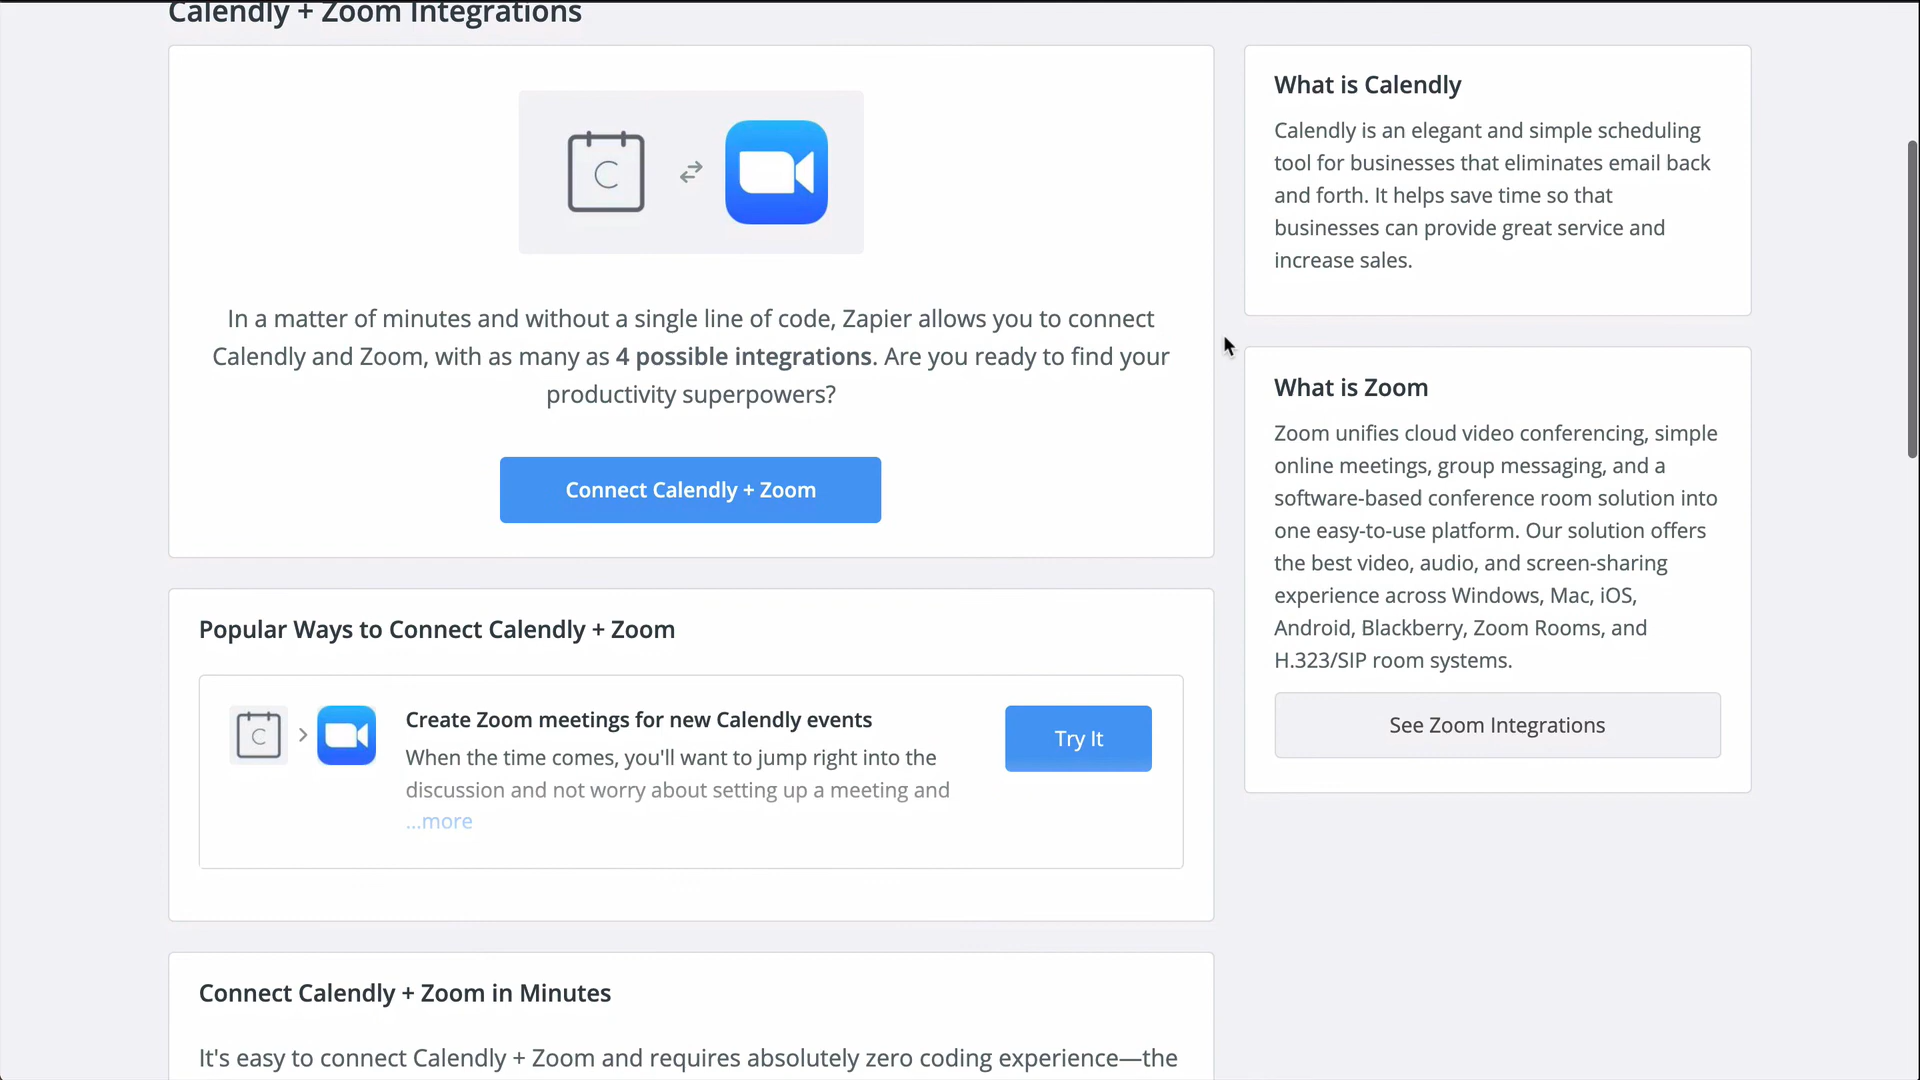 Calendly + Zoom Integrations
C
In a matter of minutes and without a single line of code, Zapier allows you to connect
Calendly and Zoom, with as many as 4 possible integrations. Are you ready to find your
productivity superpowers?
Connect Calendly + Zoom
Popular Ways to Connect Calendly + Zoom
C
Create Zoom meetings for new Calendly events
When the time comes, you'll want to jump right into the
discussion and not worry about setting up a meeting and
...more
Try It
Connect Calendly + Zoom in Minutes
It's easy to connect Calendly + Zoom and requires absolutely zero coding experience—the
What is Calendly
Calendly is an elegant and simple scheduling
tool for businesses that eliminates email back
and forth. It helps save time so that
businesses can provide great service and
increase sales.
What is Zoom
Zoom unifies cloud video conferencing, simple
online meetings, group messaging, and a
software-based conference room solution into
one easy-to-use platform. Our solution offers
the best video, audio, and screen-sharing
experience across Windows, Mac, iOS,
Android, Blackberry, Zoom Rooms, and
H.323/SIP room systems.
See Zoom Integrations